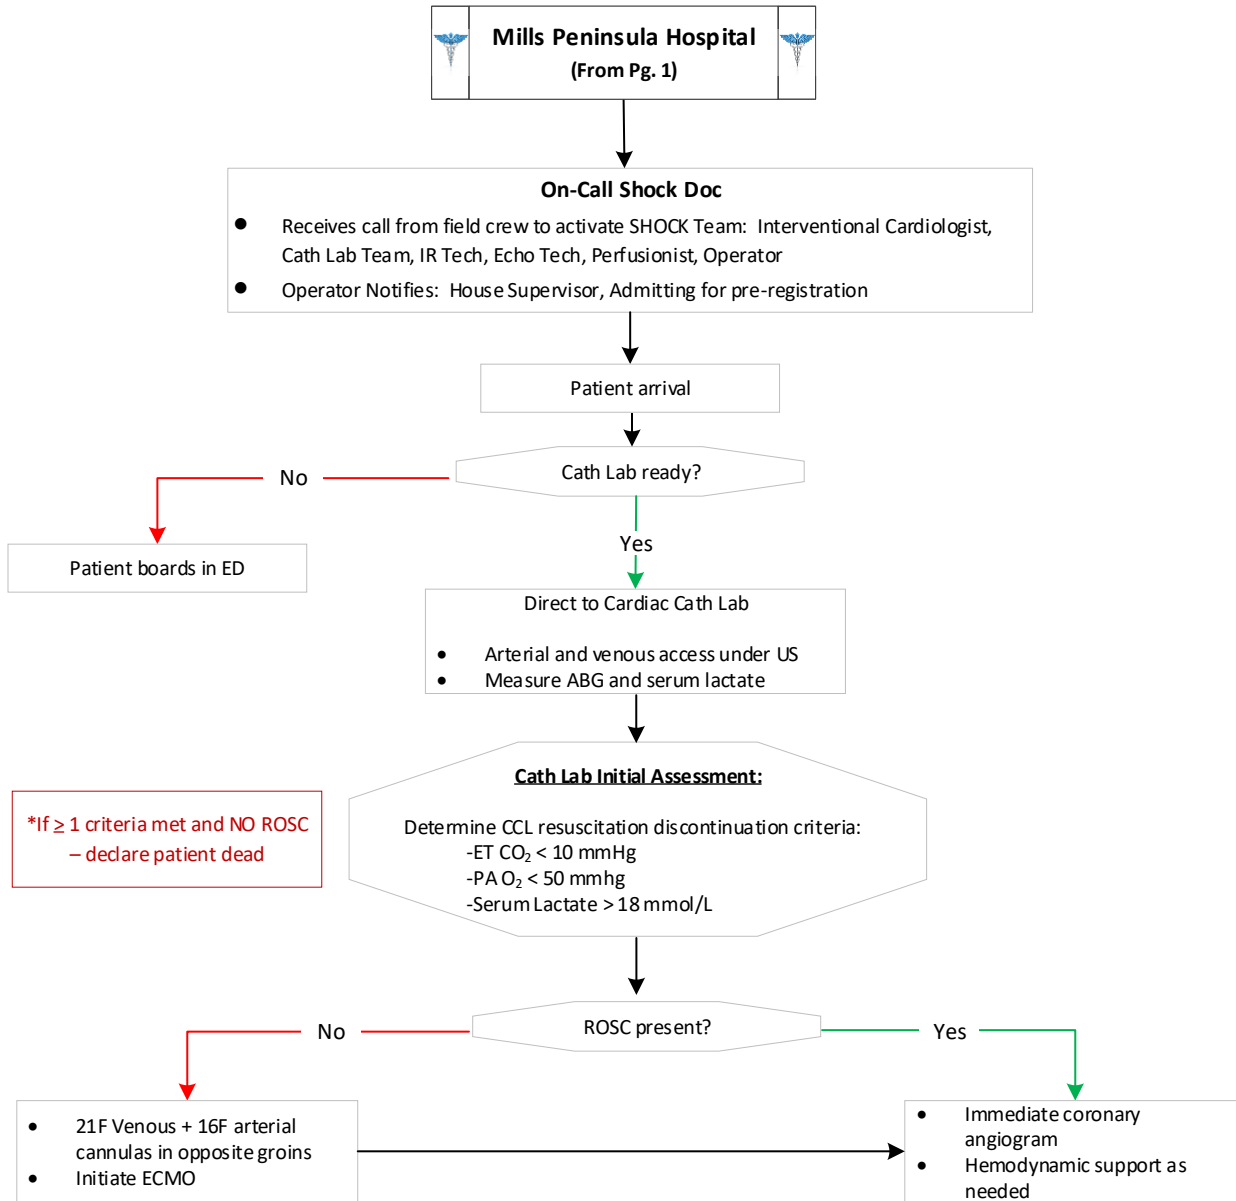 Mills Peninsula Hospital
(From Pg. 1)
On-Call Shock Doc
● Receives call from field crew to activate SHOCK Team: Interventional Cardiologist,
Cath Lab Team, IR Tech, Echo Tech, Perfusionist, Operator
● Operator Notifies: House Supervisor, Admitting for pre-registration
Patient arrival
Cath Lab ready?
No
Yes
Patient boards in ED
Direct to Cardiac Cath Lab
• Arterial and venous access under US
• Measure ABG and serum lactate
Cath Lab Initial Assessment:
Determine CCL resuscitation discontinuation criteria:
-ET CO₂ < 10 mmHg
-PA O₂ < 50 mmhg
-Serum Lactate > 18 mmol/L
*If ≥ 1 criteria met and NO ROSC
– declare patient dead
ROSC present?
No
Yes
• 21F Venous + 16F arterial
cannulas in opposite groins
• Initiate ECMO
• Immediate coronary
angiogram
• Hemodynamic support as
needed